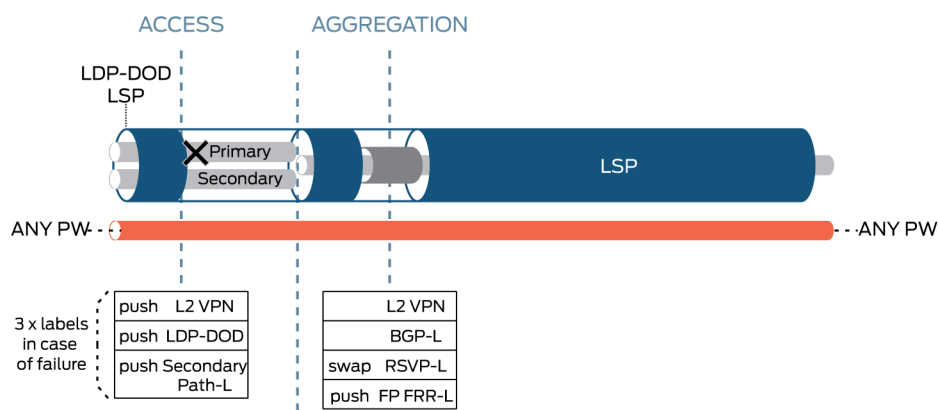 ACCESS
AGGREGATION
LDP-DOD
LSP
Primary
Secondary
LSP
ANY PW
ANY PW
3 x labels
in case
of failure
push L2 VPN
push LDP-DOD
push Secondary
Path-L
L2 VPN
BGP-L
swap RSVP-L
push FP FRR-L